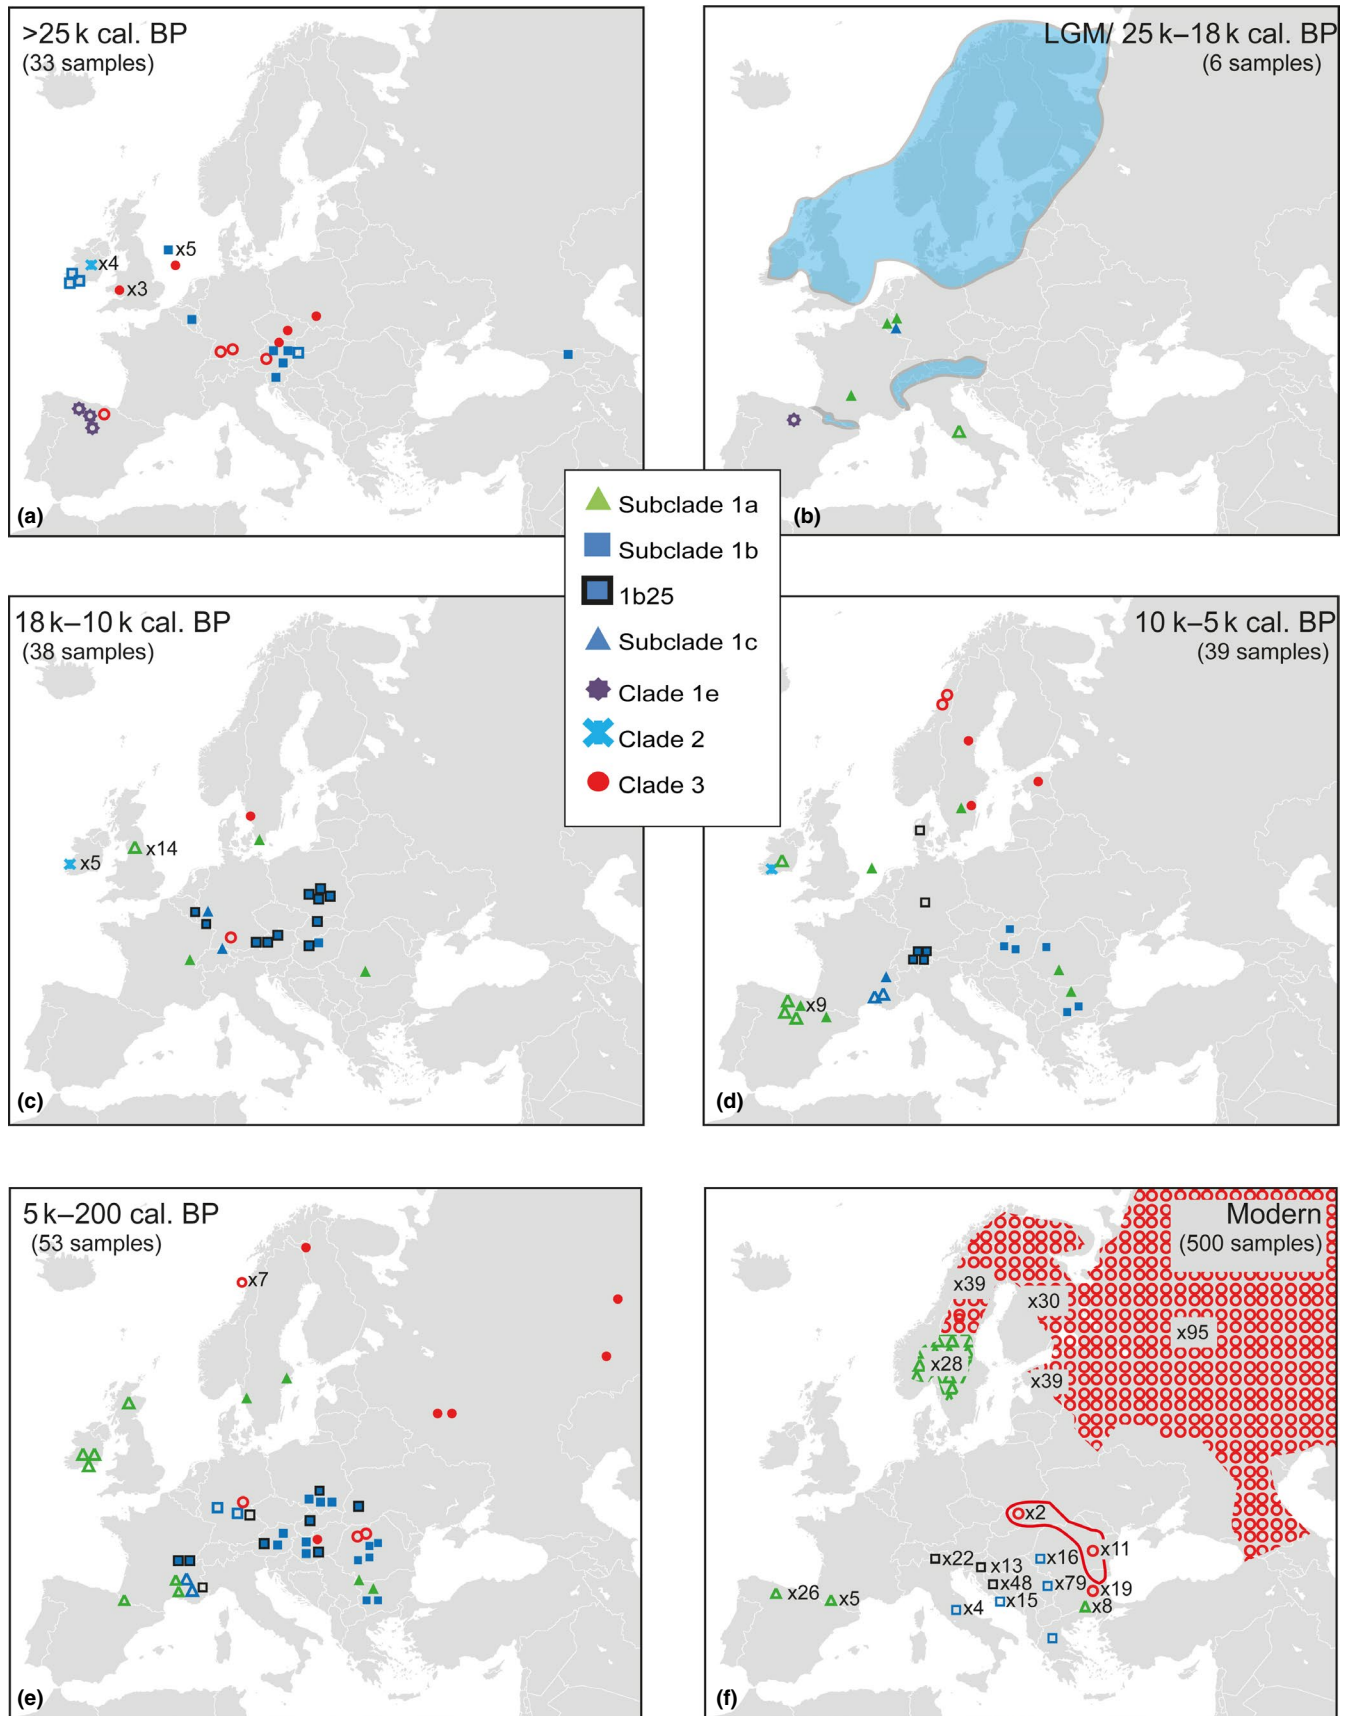 >25 k cal. BP
(33 samples)
x5
x4
x3
(a)
LGM/ 25 k–18 k cal. BP
(6 samples)
(b)
Subclade 1a
Subclade 1b
1b25
Subclade 1c
Clade 1e
Clade 2
Clade 3
18 k–10 k cal. BP
(38 samples)
x14
x5
(c)
10 k–5 k cal. BP
(39 samples)
x9
(d)
5 k–200 cal. BP
(53 samples)
x7
(e)
Modern
(500 samples)
x39
x30
x95
x28
x39
x2
x11
x22
x13
x16
x48
x79
x19
x26
x5
x4
x15
x8
(f)